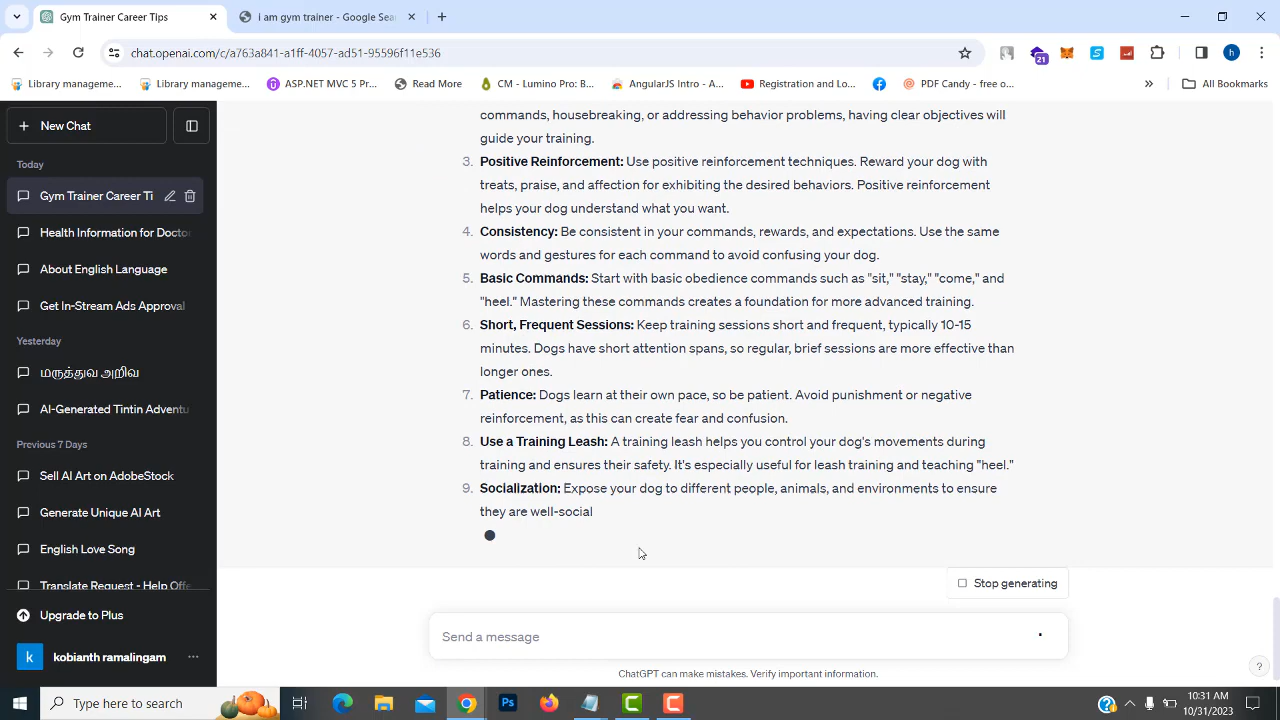 Gym Trainer Career Tips
i am gym trainer - Google Sea
chat.openai.com/c/a763a841-a1ff-4057-ad51-95596f11e536
21
h
Library manageme...
Library manageme...
ASP.NET MVC 5 Pr...
Read More
CM - Lumino Pro: B...
AngularJS Intro - A...
Registration and Lo...
PDF Candy - free o...
»
All Bookmarks
+ New Chat
Today
Gym Trainer Career Ti
Health Information for Doctor
About English Language
Get In-Stream Ads Approval
Yesterday
மருத்துவ அறிவு
AI-Generated Tintin Adventu
Previous 7 Days
Sell AI Art on AdobeStock
Generate Unique AI Art
English Love Song
Translate Request - Help Offe
Upgrade to Plus
k kobianth ramalingam ...
commands, housebreaking, or addressing behavior problems, having clear objectives will
guide your training.
3. Positive Reinforcement: Use positive reinforcement techniques. Reward your dog with
treats, praise, and affection for exhibiting the desired behaviors. Positive reinforcement
helps your dog understand what you want.
4. Consistency: Be consistent in your commands, rewards, and expectations. Use the same
words and gestures for each command to avoid confusing your dog.
5. Basic Commands: Start with basic obedience commands such as "sit," "stay," "come," and
"heel." Mastering these commands creates a foundation for more advanced training.
6. Short, Frequent Sessions: Keep training sessions short and frequent, typically 10-15
minutes. Dogs have short attention spans, so regular, brief sessions are more effective than
longer ones.
7. Patience: Dogs learn at their own pace, so be patient. Avoid punishment or negative
reinforcement, as this can create fear and confusion.
8. Use a Training Leash: A training leash helps you control your dog's movements during
training and ensures their safety. It's especially useful for leash training and teaching "heel."
9. Socialization: Expose your dog to different people, animals, and environments to ensure
they are well-social
Stop generating
Send a message
ChatGPT can make mistakes. Verify important information.
?
Type here to search
Ps
10:31 AM
10/31/2023